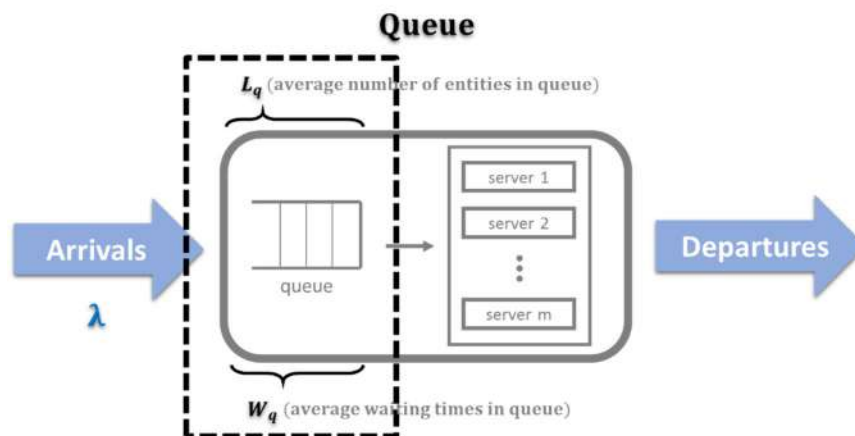 Queue
L_q (average number of entities in queue)
Arrivals
λ
queue
server 1
server 2
server m
Departures
W_q (average waiting times in queue)